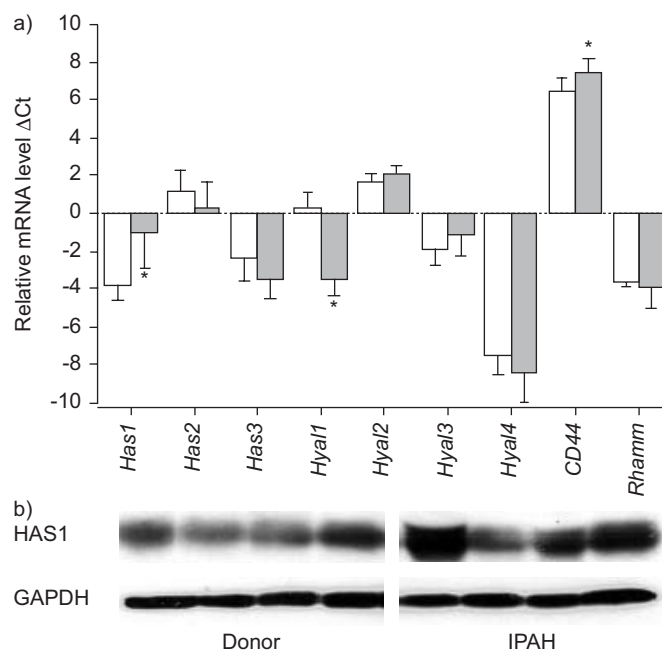 a)
Relative mRNA level ΔCt
10
8
6
4
2
0
-2
-4
-6
-8
-10
*
*
*
Has1
Has2
Has3
Hyal1
Hyal2
Hyal3
Hyal4
CD44
Rhamm
b)
HAS1
GAPDH
Donor
IPAH